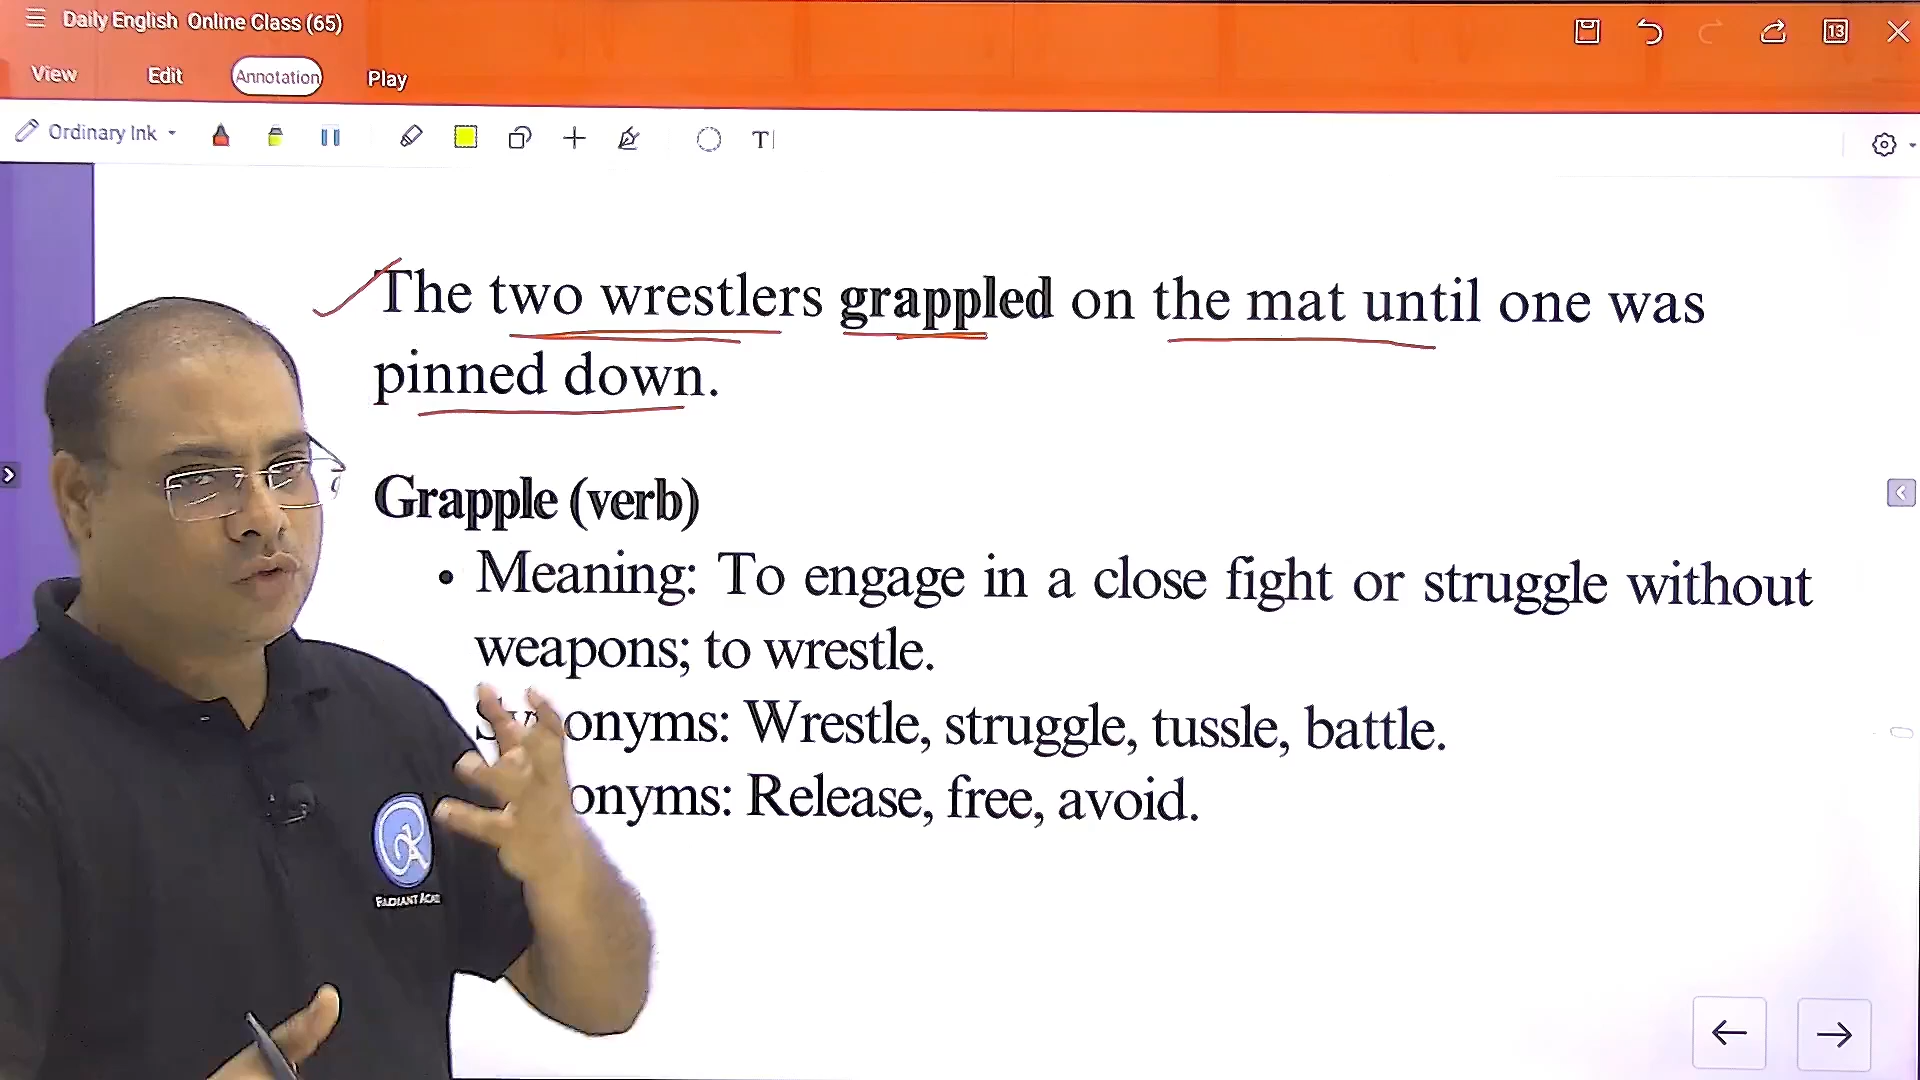 Daily English Online Class (65)
13
View Edit Annotation Play
Ordinary Ink
T
The two wrestlers grappled on the mat until one was
pinned down.
Grapple (verb)
• Meaning: To engage in a close fight or struggle without
weapons; to wrestle.
Wrestle, struggle, tussle, battle.
Release, free, avoid.
RADIANT